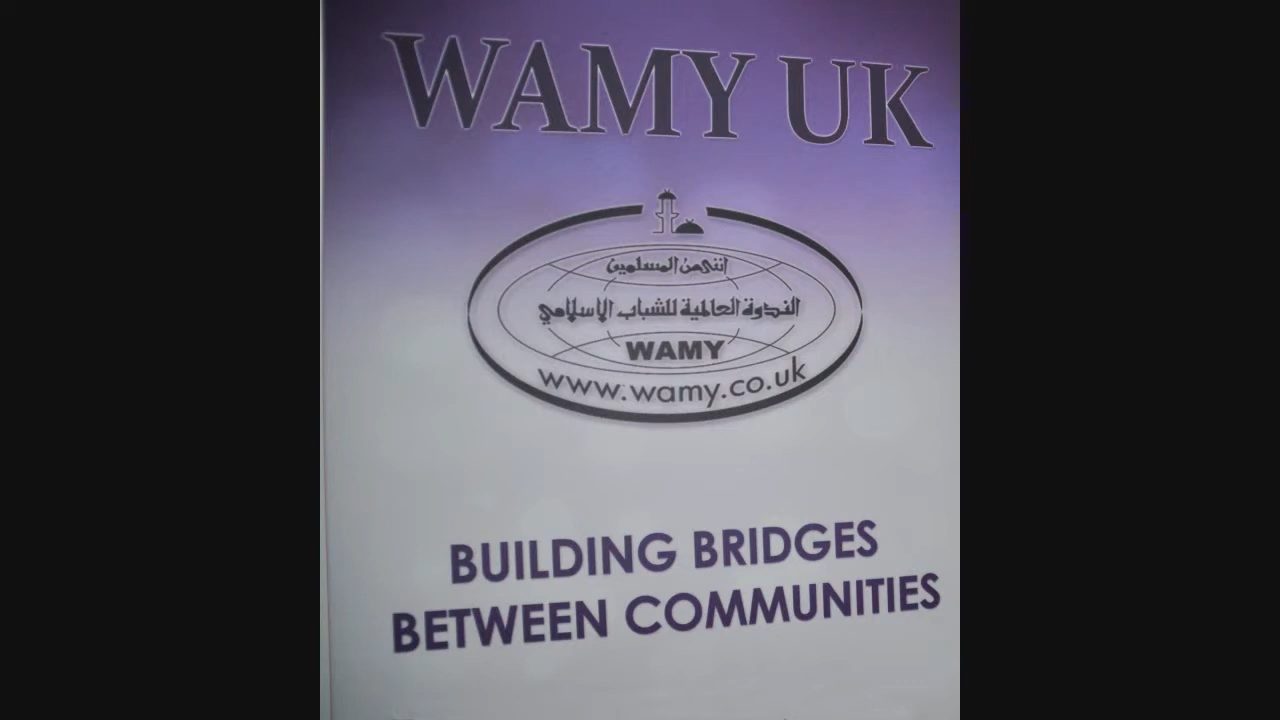 WAMY UK
إنني من المسلمين
الندوة العالمية للشباب الإسلامي
WAMY
www.wamy.co.uk
BUILDING BRIDGES
BETWEEN COMMUNITIES